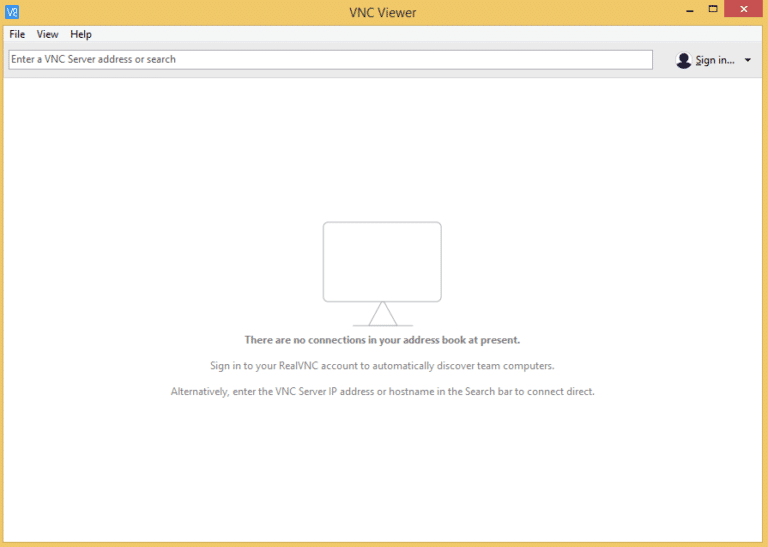 VNC Viewer
File View Help
Enter a VNC Server address or search
Sign in...
There are no connections in your address book at present.
Sign in to your RealVNC account to automatically discover team computers.
Alternatively, enter the VNC Server IP address or hostname in the Search bar to connect direct.